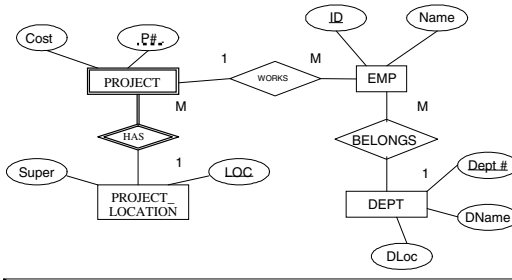 ID
Name
Cost
P#
1
M
PROJECT
WORKS
EMP
M
M
HAS
BELONGS
Super
1
LOC
1
Dept #
PROJECT_
LOCATION
DEPT
DName
DLoc